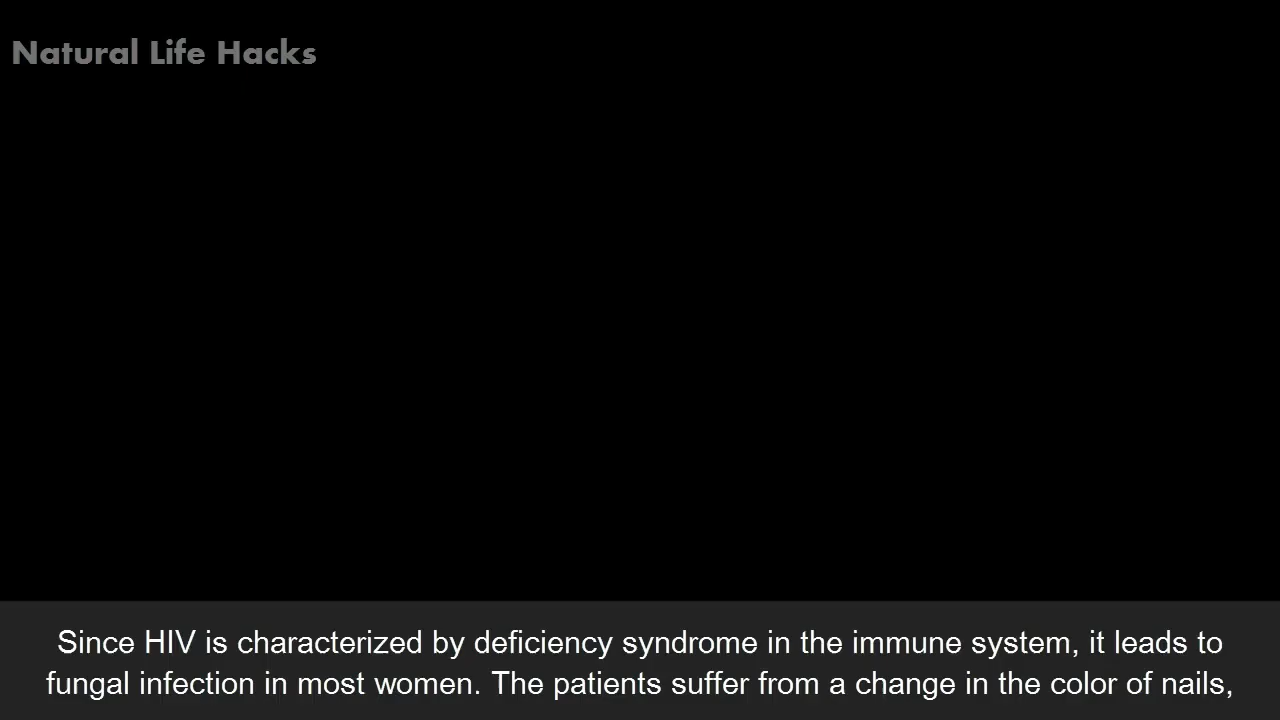 Natural Life Hacks
Since HIV is characterized by deficiency syndrome in the immune system, it leads to
fungal infection in most women. The patients suffer from a change in the color of nails,